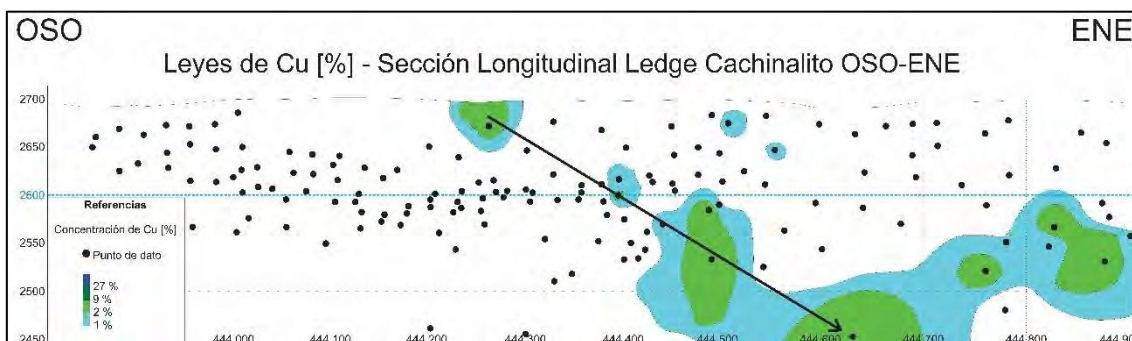 OSO
ENE
Leyes de Cu [%] - Sección Longitudinal Ledge Cachinalito OSO-ENE
2700
2650
2600
2550
2500
2450
Referencias
Concentración de Cu [%]
Punto de dato
27 %
9 %
2 %
1 %
444.000 444.100 444.200 444.300 444.400 444.500 444.600 444.700 444.800 444.900